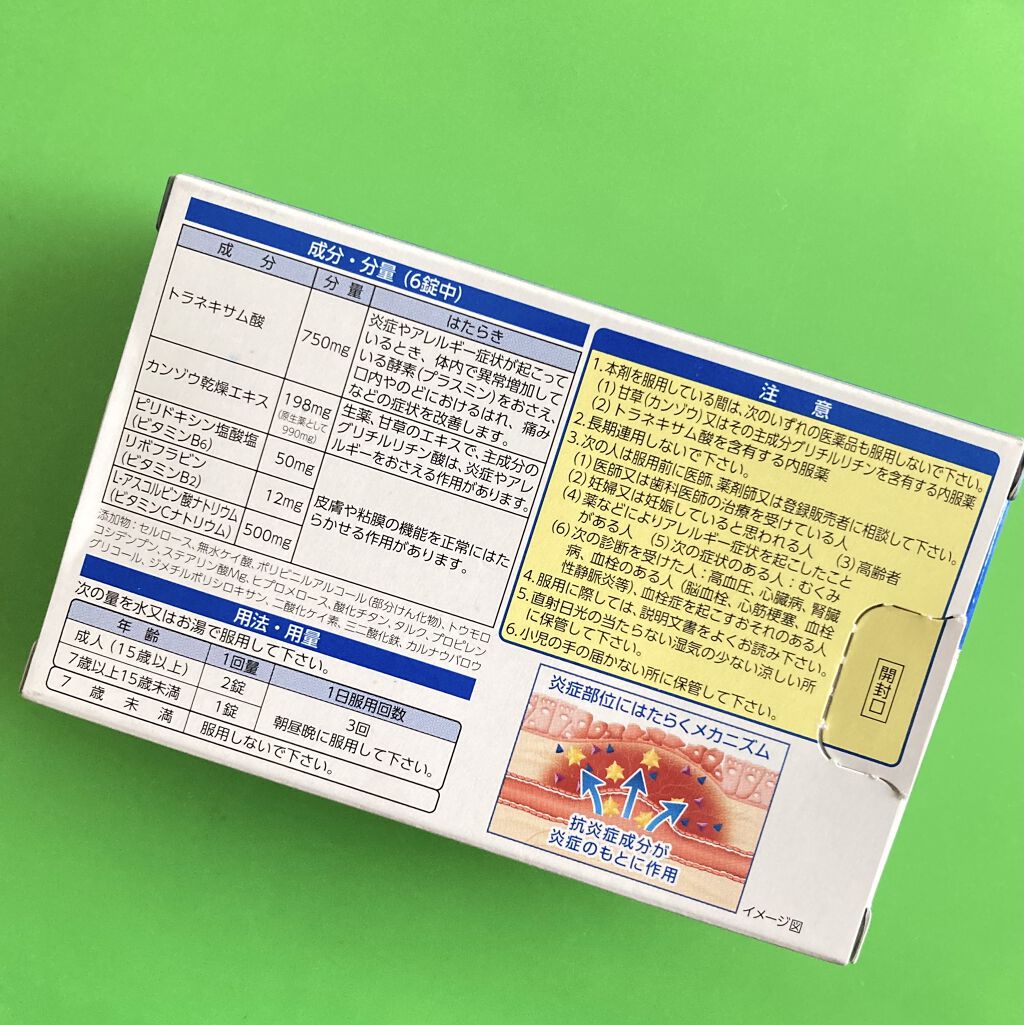 成分・分量(6錠中)
成 分 分 量 はたらき
トラネキサム酸 750mg
炎症やアレルギー症状が起こって
いるとき、体内で異常増加して
いる酵素(プラスミン)をおさえ、
口内やのどにおけるはれ、痛み
などの症状を改善します。
カンゾウ乾燥エキス 198mg
(原生薬として
990mg)
生薬、甘草のエキスで、主成分の
グリチルリチン酸は、炎症やアレ
ルギーをおさえる作用があります。
ピリドキシン塩酸塩
(ビタミンB6) 50mg
リボフラビン
(ビタミンB2) 12mg
L-アスコルビン酸ナトリウム
(ビタミンCナトリウム) 500mg
皮膚や粘膜の機能を正常にはた
らかせる作用があります。
添加物:セルロース、無水ケイ酸、ポリビニルアルコール(部分けん化物)、トウモロ
コシデンプン、ステアリン酸Mg、ヒプロメロース、酸化チタン、タルク、プロピレン
グリコール、ジメチルポリシロキサン、二酸化ケイ素、三二酸化鉄、カルナウバロウ
用法・用量
次の量を水又はお湯で服用して下さい。
年 齢 1回量 1日服用回数
成人(15歳以上) 2錠 3回
7歳以上15歳未満 1錠 朝昼晩に服用して下さい。
7 歳 未 満 服用しないで下さい。
注 意
1.本剤を服用している間は、次のいずれの医薬品も服用しないで下さい。
(1)甘草(カンゾウ)又はその主成分グリチルリチンを含有する内服薬
(2)トラネキサム酸を含有する内服薬
2.長期連用しないで下さい。
3.次の人は服用前に医師、薬剤師又は登録販売者に相談して下さい。
(1)医師又は歯科医師の治療を受けている人
(2)妊婦又は妊娠していると思われる人 (3)高齢者
(4)薬などによりアレルギー症状を起こしたこと
がある人 (5)次の症状のある人:むくみ
(6)次の診断を受けた人:高血圧、心臓病、腎臓
病、血栓のある人(脳血栓、心筋梗塞、血栓
性静脈炎等)、血栓症を起こすおそれのある人
4.服用に際しては、説明文書をよくお読み下さい。
5.直射日光の当たらない湿気の少ない涼しい所
に保管して下さい。
6.小児の手の届かない所に保管して下さい。
開封口
炎症部位にはたらくメカニズム
抗炎症成分が
炎症のもとに作用
イメージ図